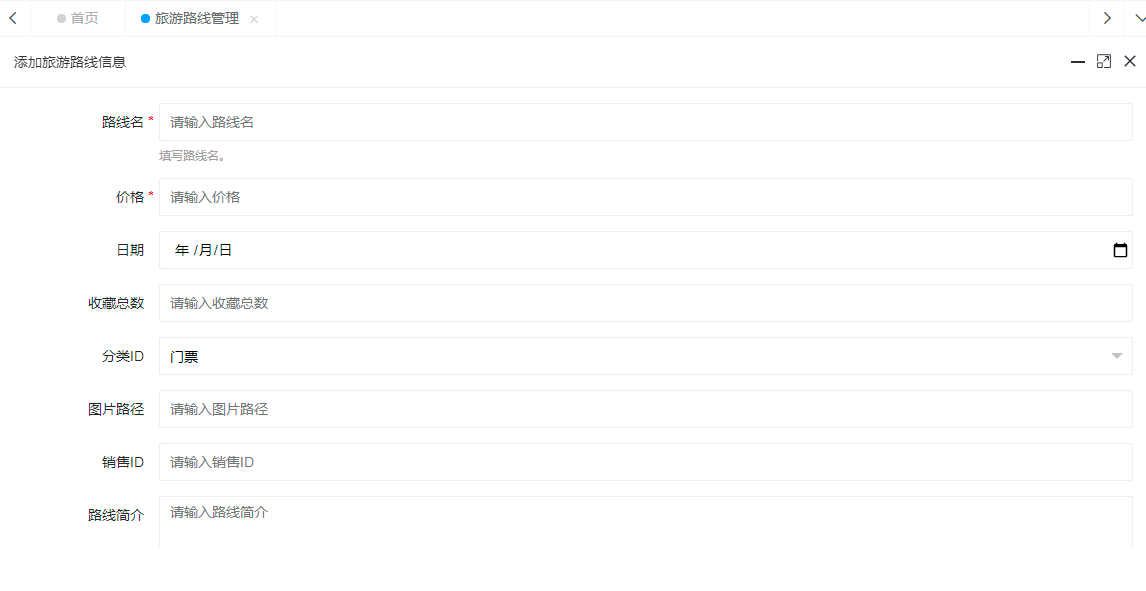 首页 旅游路线管理
添加旅游路线信息
路线名 * 请输入路线名
填写路线名。
价格 * 请输入价格
日期 年 /月/日
收藏总数 请输入收藏总数
分类ID 门票
图片路径 请输入图片路径
销售ID 请输入销售ID
路线简介 请输入路线简介